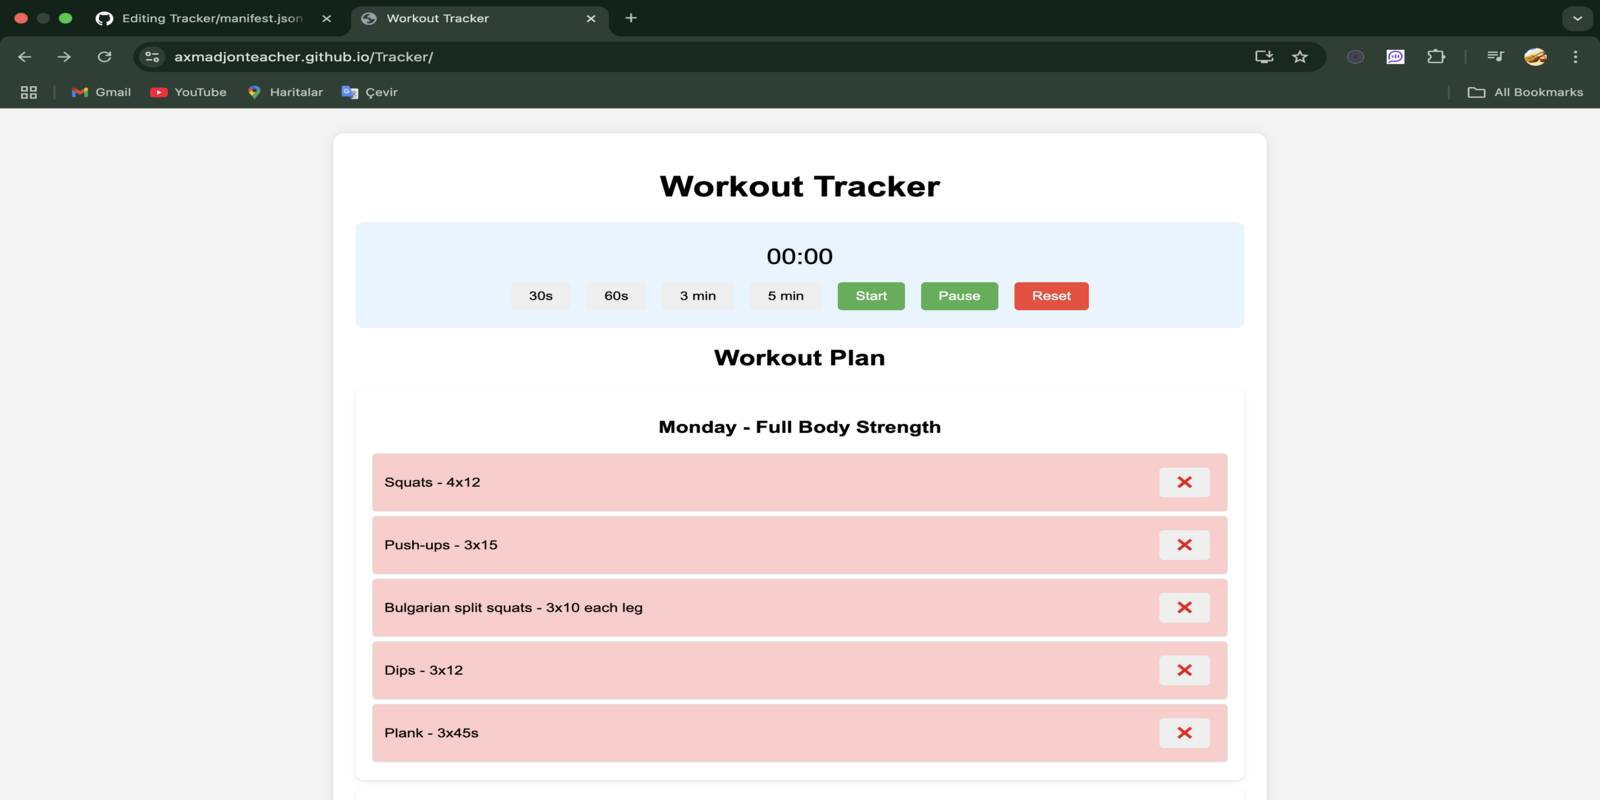 Editing Tracker/manifest.json
Workout Tracker
axmadjonteacher.github.io/Tracker/
Gmail
YouTube
Haritalar
Çevir
All Bookmarks
Workout Tracker
00:00
30s
60s
3 min
5 min
Start
Pause
Reset
Workout Plan
Monday - Full Body Strength
Squats - 4x12
Push-ups - 3x15
Bulgarian split squats - 3x10 each leg
Dips - 3x12
Plank - 3x45s